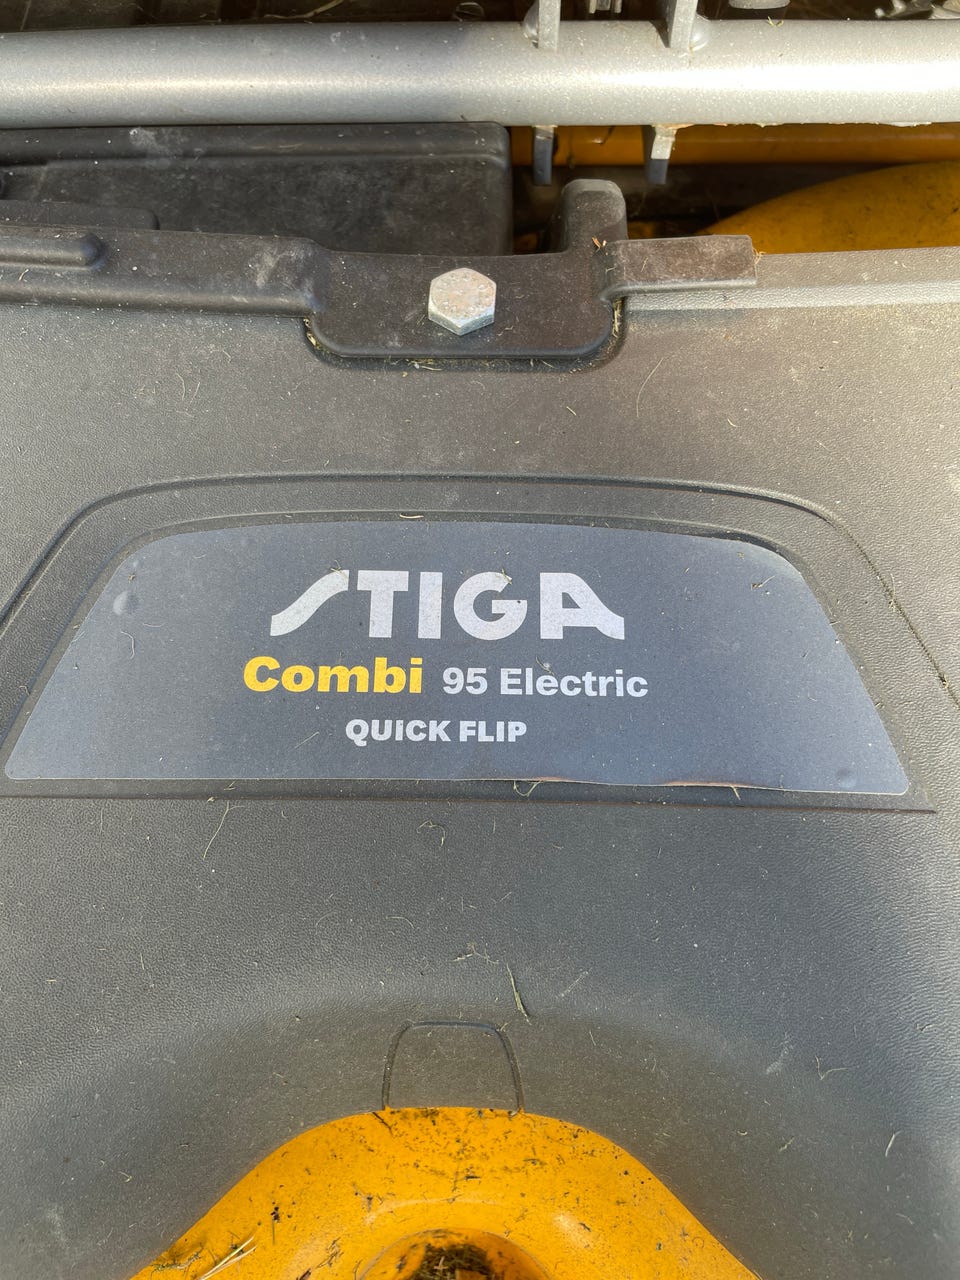 STIGA
Combi 95 Electric
QUICK FLIP